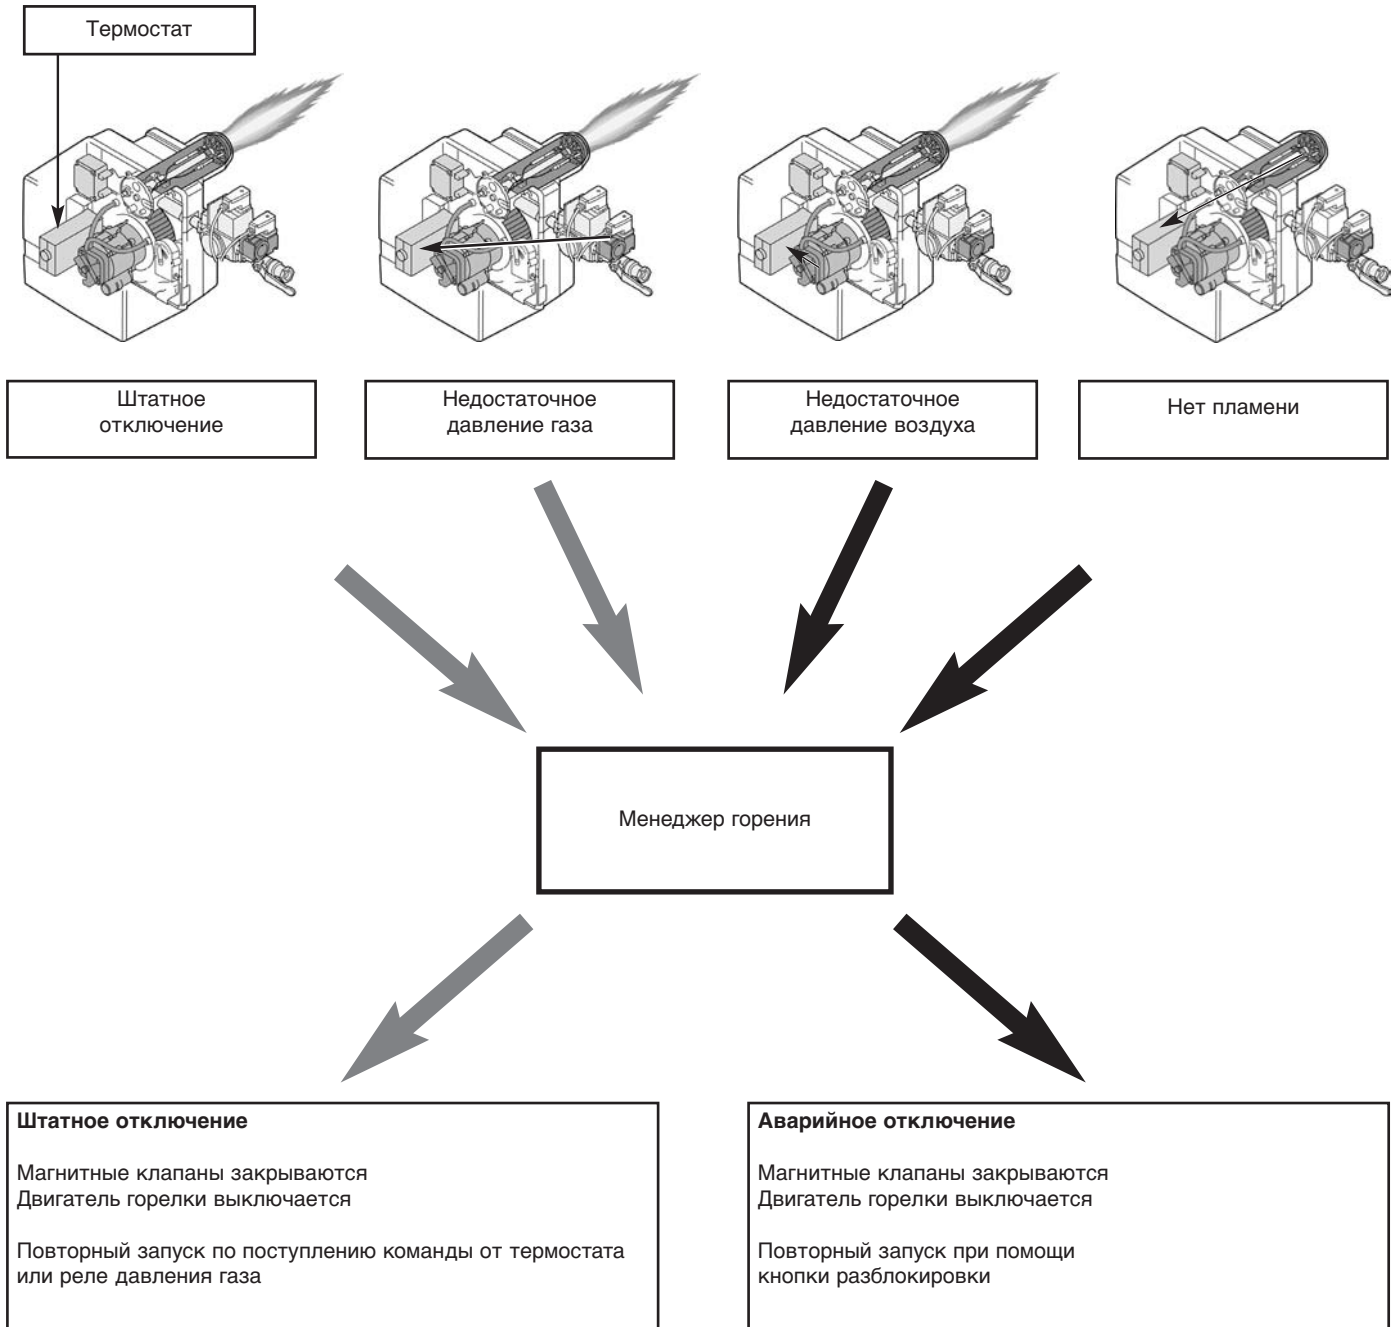 Термостат
Штатное
отключение
Недостаточное
давление газа
Недостаточное
давление воздуха
Нет пламени
Менеджер горения
Штатное отключение
Магнитные клапаны закрываются
Двигатель горелки выключается
Повторный запуск по поступлению команды от термостата
или реле давления газа
Аварийное отключение
Магнитные клапаны закрываются
Двигатель горелки выключается
Повторный запуск при помощи
кнопки разблокировки